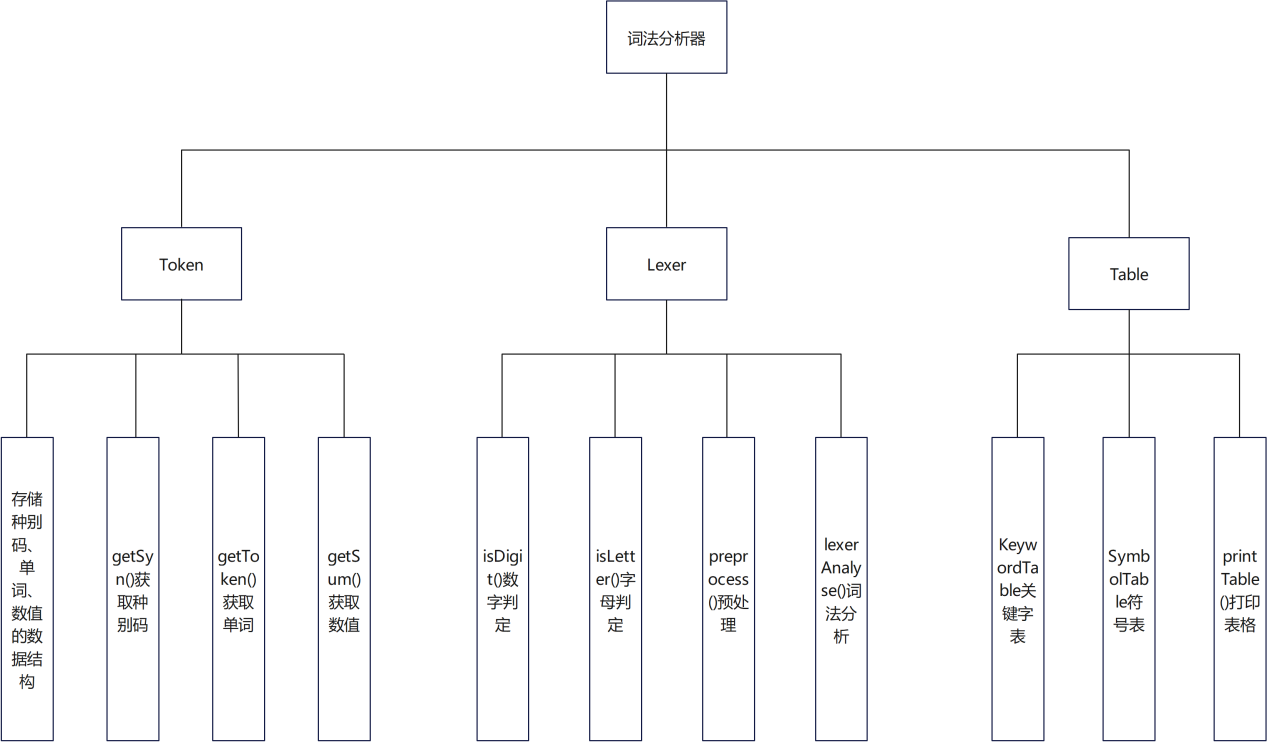 词法分析器
Token
Lexer
Table
存储
种别
码、
单
词、
数值
的数
据结
构
getSy
n()获
取种
别码
getTo
ken()
获取
单词
getS
um()
获取
数值
isDigi
t()数
字判
定
isLett
er()字
母判
定
prepr
ocess
()预处
理
lexer
Analy
se()词
法分
析
Keyw
ordTa
ble关
键字
表
Symb
olTab
le符
号表
print
Table
()打印
表格